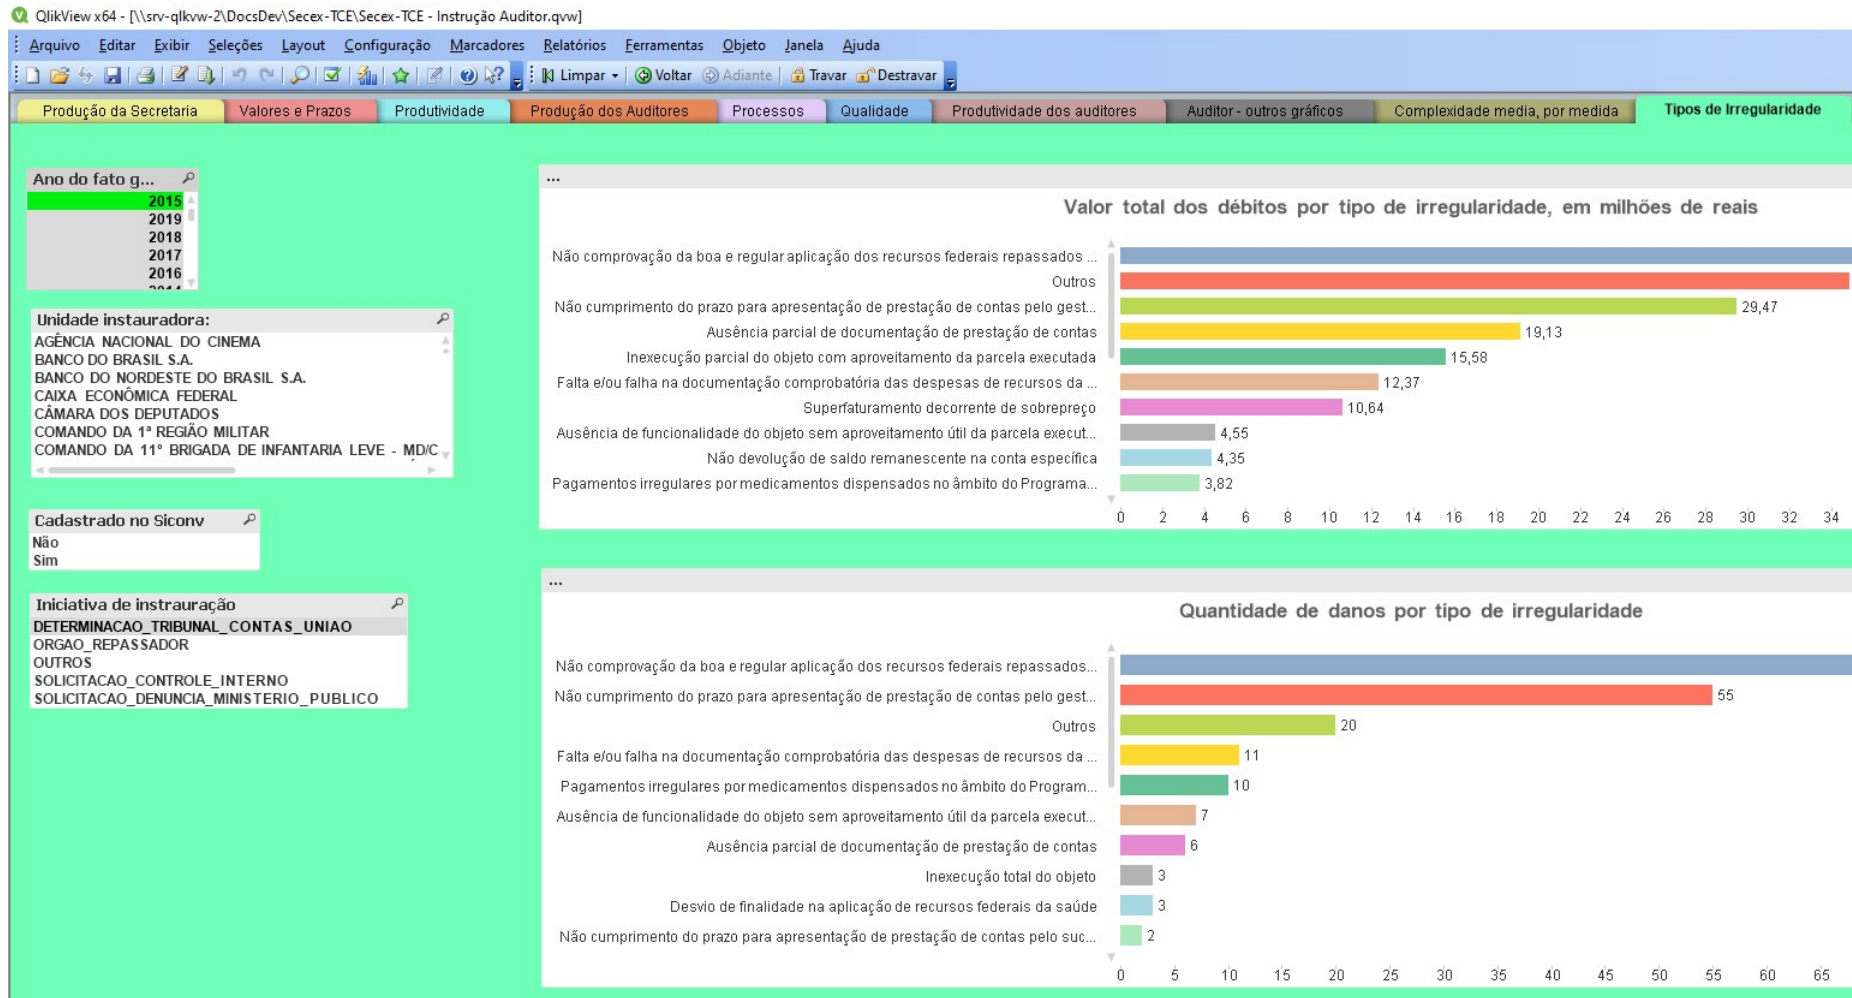 QlikView x64 - [\\srv-qlkvw-2\DocsDev\Secex-TCE\Secex-TCE - Instrução Auditor.qvw]
Arquivo Editar Exibir Seleções Layout Configuração Marcadores Relatórios Ferramentas Objeto Janela Ajuda
Limpar Voltar Adiante Travar Destravar
Produção da Secretaria Valores e Prazos Produtividade Produção dos Auditores Processos Qualidade Produtividade dos auditores Auditor - outros gráficos Complexidade media, por medida Tipos de Irregularidade
Ano do fato g...
2015
2019
2018
2017
2016
2014
Unidade instauradora:
AGÊNCIA NACIONAL DO CINEMA
BANCO DO BRASIL S.A.
BANCO DO NORDESTE DO BRASIL S.A.
CAIXA ECONÔMICA FEDERAL
CÂMARA DOS DEPUTADOS
COMANDO DA 1ª REGIÃO MILITAR
COMANDO DA 11° BRIGADA DE INFANTARIA LEVE - MD/C
Cadastrado no Siconv
Não
Sim
Iniciativa de instrauração
DETERMINACAO_TRIBUNAL_CONTAS_UNIAO
ORGAO_REPASSADOR
OUTROS
SOLICITACAO_CONTROLE_INTERNO
SOLICITACAO_DENUNCIA_MINISTERIO_PUBLICO
...
Valor total dos débitos por tipo de irregularidade, em milhões de reais
Não comprovação da boa e regular aplicação dos recursos federais repassados ...
Outros
Não cumprimento do prazo para apresentação de prestação de contas pelo gest... 29,47
Ausência parcial de documentação de prestação de contas 19,13
Inexecução parcial do objeto com aproveitamento da parcela executada 15,58
Falta e/ou falha na documentação comprobatória das despesas de recursos da ... 12,37
Superfaturamento decorrente de sobrepreço 10,64
Ausência de funcionalidade do objeto sem aproveitamento útil da parcela execut... 4,55
Não devolução de saldo remanescente na conta específica 4,35
Pagamentos irregulares por medicamentos dispensados no âmbito do Programa... 3,82
0 2 4 6 8 10 12 14 16 18 20 22 24 26 28 30 32 34
...
Quantidade de danos por tipo de irregularidade
Não comprovação da boa e regular aplicação dos recursos federais repassados...
Não cumprimento do prazo para apresentação de prestação de contas pelo gest... 55
Outros 20
Falta e/ou falha na documentação comprobatória das despesas de recursos da ... 11
Pagamentos irregulares por medicamentos dispensados no âmbito do Program... 10
Ausência de funcionalidade do objeto sem aproveitamento útil da parcela execut... 7
Ausência parcial de documentação de prestação de contas 6
Inexecução total do objeto 3
Desvio de finalidade na aplicação de recursos federais da saúde 3
Não cumprimento do prazo para apresentação de prestação de contas pelo suc... 2
0 5 10 15 20 25 30 35 40 45 50 55 60 65